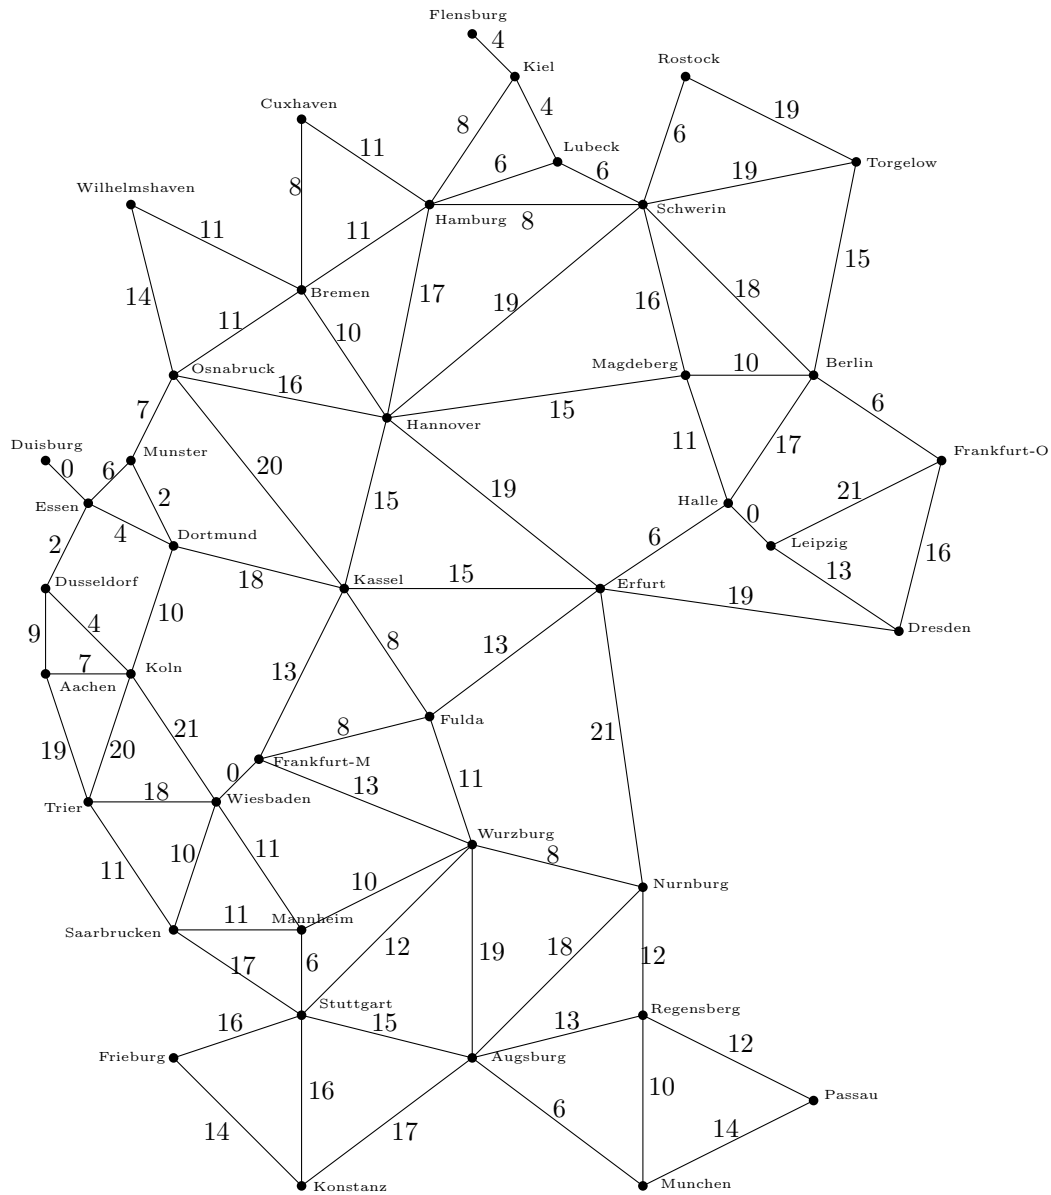 Flensburg
4
Kiel
Rostock
Cuxhaven
19
4
8
6
11
Lubeck
6
6
19
Torgelow
8
Wilhelmshaven
Schwerin
Hamburg
8
11
11
15
18
17
16
14
Bremen
19
11
10
Magdeberg
10
Berlin
Osnabruck
16
6
15
7
Hannover
11
17
Duisburg
Munster
Frankfurt-O
0
6
20
19
21
2
15
Halle
Essen
0
4
Dortmund
6
Leipzig
2
16
18
15
13
Dusseldorf
Kassel
Erfurt
19
10
4
9
Dresden
8
13
7
Koln
13
Aachen
Fulda
8
21
21
19
20
Frankfurt-M
0
11
13
18
Wiesbaden
Trier
Wurzburg
10
11
8
11
10
Nurnburg
11
Mannheim
Saarbrucken
12
18
19
12
17
6
Stuttgart
Regensberg
16
15
13
12
Frieburg
Augsburg
16
10
Passau
6
14
17
14
Konstanz
Munchen